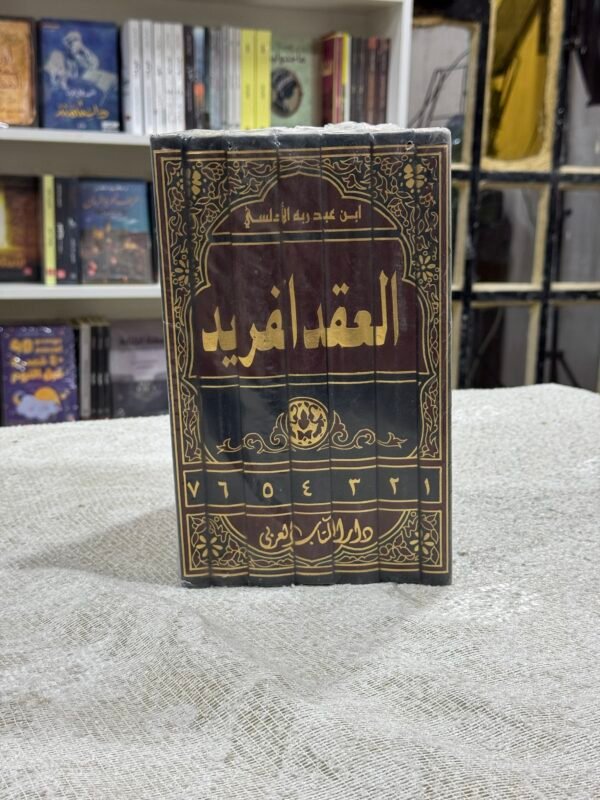 ابن عبد ربه الأندلسي
العقد الفريد
١ ٢ ٣ ٤ ٥ ٦ ٧
دار الكتاب العربي